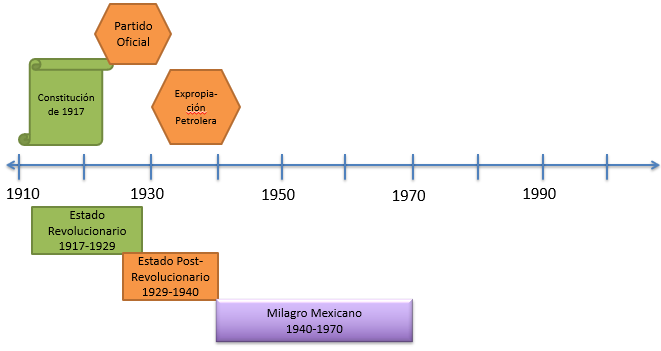 Partido
Oficial
Constitución
de 1917
Expropia-
ción
Petrolera
1910
1930
1950
1970
1990
Estado
Revolucionario
1917-1929
Estado Post-
Revolucionario
1929-1940
Milagro Mexicano
1940-1970